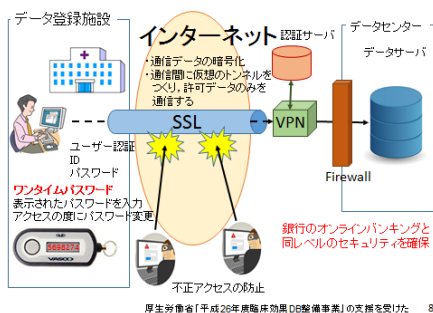 データ登録施設
インターネット
認証サーバ
データセンター
データサーバ
・通信データの暗号化
・通信間に仮想のトンネルを
つくり，許可データのみを
通信する
SSL
VPN
Firewall
ユーザー認証
ID
パスワード
ワンタイムパスワード
表示されたパスワードを入力
アクセスの度にパスワード変更
VASCO
不正アクセスの防止
銀行のオンラインバンキングと
同レベルのセキュリティを確保
厚生労働省「平成26年度臨床効果DB整備事業」の支援を受けた
8